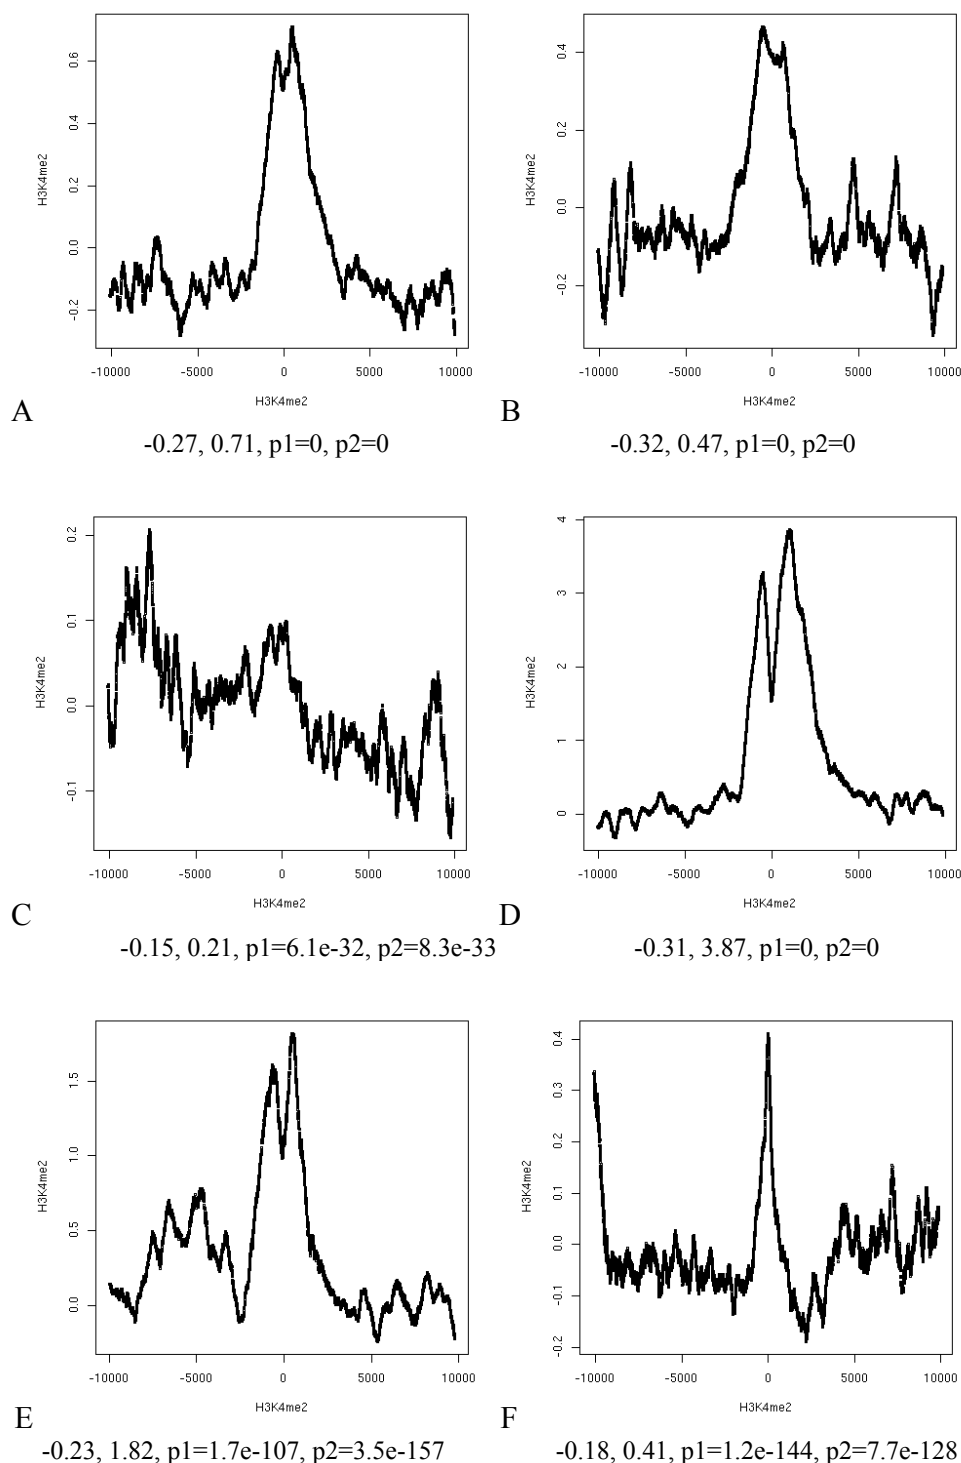 H3K4me2
0.6
0.4
0.2
0.0
-0.2
-10000 -5000 0 5000 10000
H3K4me2
A
-0.27, 0.71, p1=0, p2=0
H3K4me2
0.4
0.2
0.0
-0.2
-10000 -5000 0 5000 10000
H3K4me2
B
-0.32, 0.47, p1=0, p2=0
H3K4me2
0.2
0.1
0.0
-0.1
-10000 -5000 0 5000 10000
H3K4me2
C
-0.15, 0.21, p1=6.1e-32, p2=8.3e-33
H3K4me2
4
3
2
1
0
-10000 -5000 0 5000 10000
H3K4me2
D
-0.31, 3.87, p1=0, p2=0
H3K4me2
1.5
1.0
0.5
0.0
-10000 -5000 0 5000 10000
H3K4me2
E
-0.23, 1.82, p1=1.7e-107, p2=3.5e-157
H3K4me2
0.4
0.3
0.2
0.1
0.0
-0.1
-0.2
-10000 -5000 0 5000 10000
H3K4me2
F
-0.18, 0.41, p1=1.2e-144, p2=7.7e-128